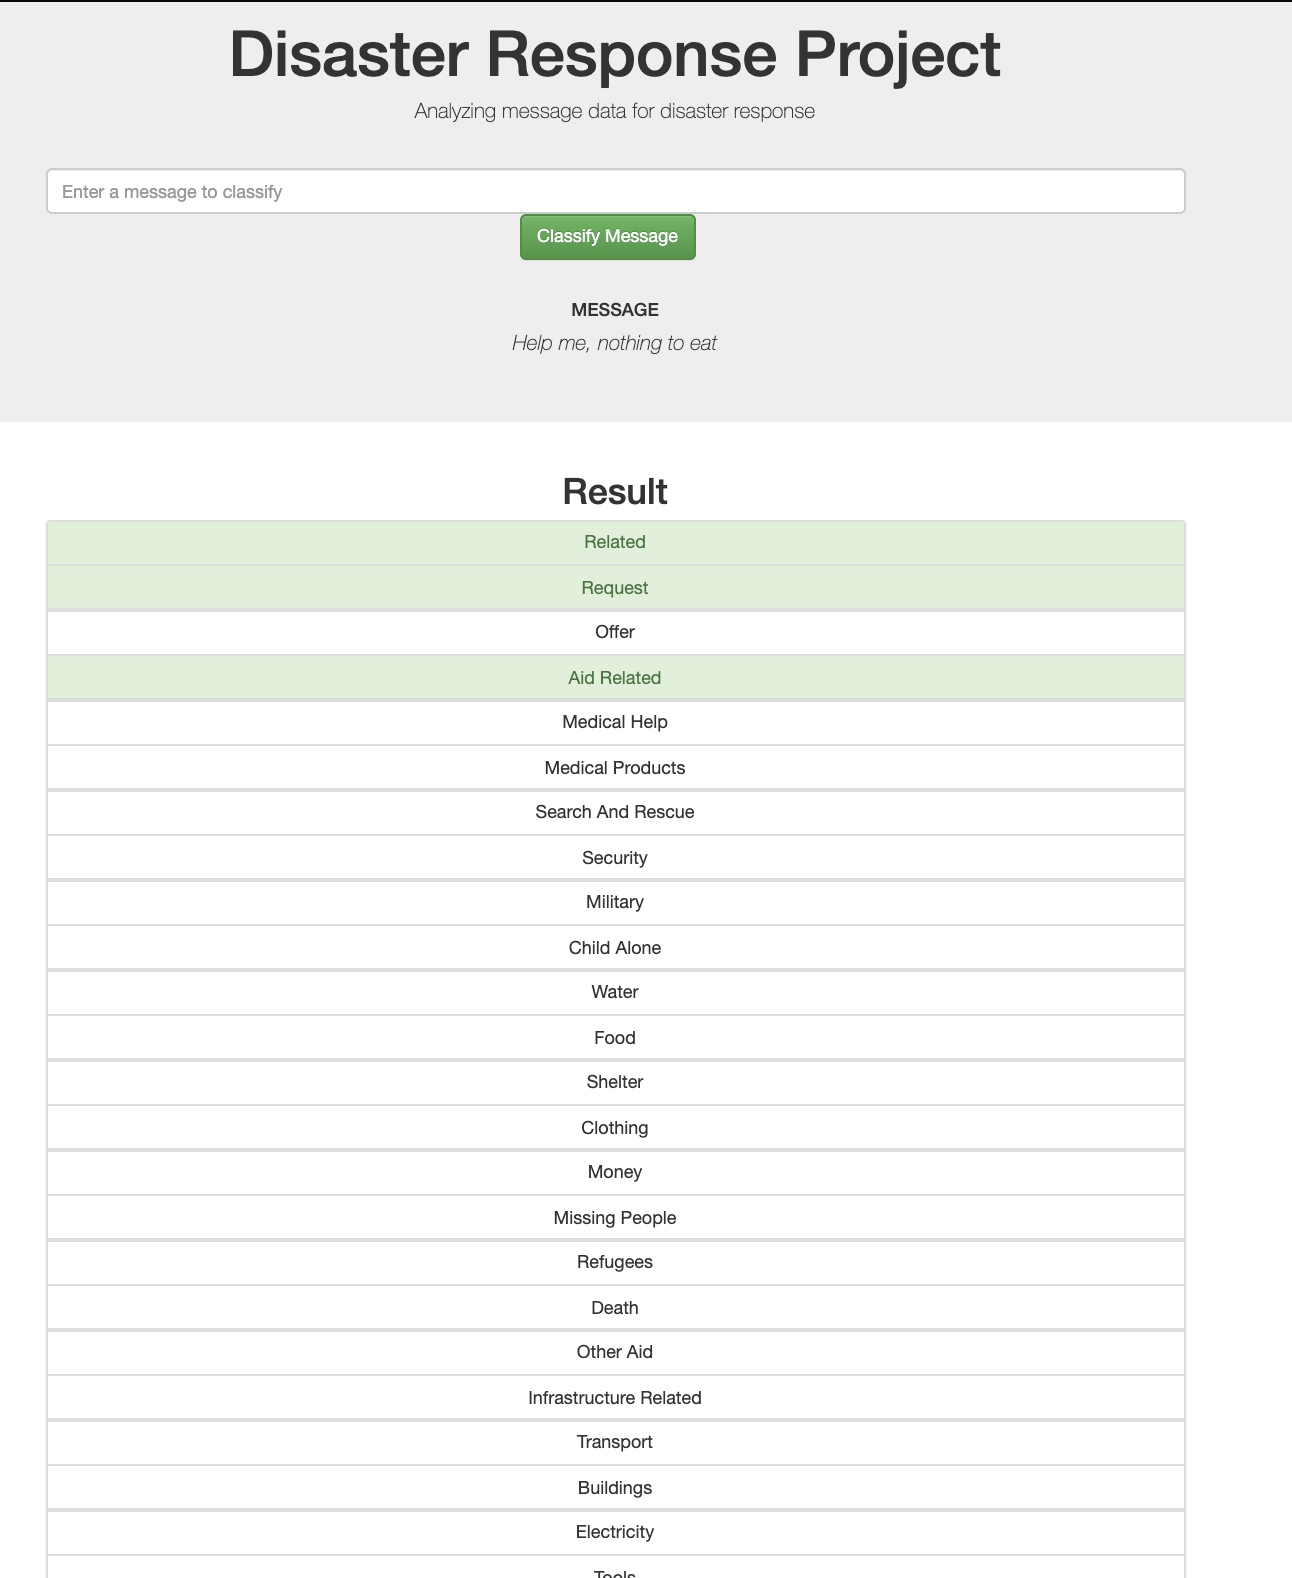 Disaster Response Project
Analyzing message data for disaster response
Enter a message to classify
Classify Message
MESSAGE
Help me, nothing to eat
Result
Related
Request
Offer
Aid Related
Medical Help
Medical Products
Search And Rescue
Security
Military
Child Alone
Water
Food
Shelter
Clothing
Money
Missing People
Refugees
Death
Other Aid
Infrastructure Related
Transport
Buildings
Electricity
Tools